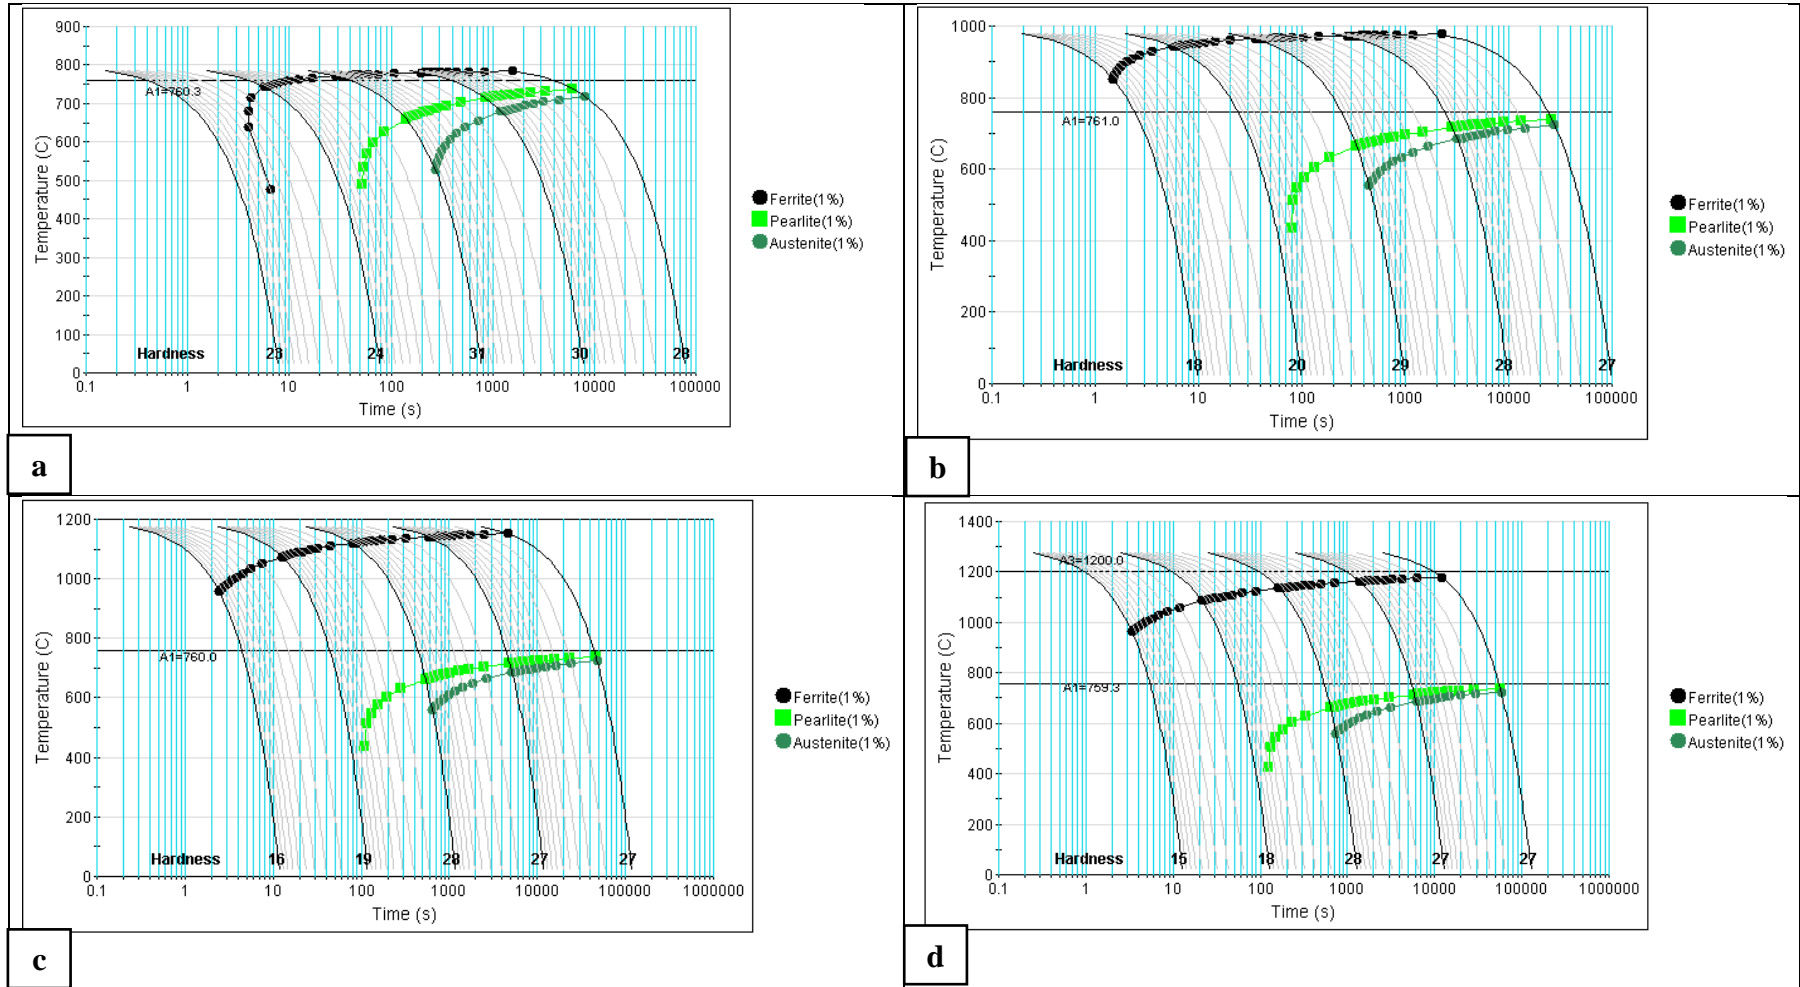 900
800
700
600
500
400
300
200
100
0
Temperature (C)
A1=760.3
Hardness 23 24 31 30 28
0.1 1 10 100 1000 10000 100000
Time (s)
Ferrite(1%)
Pearlite(1%)
Austenite(1%)
a
1000
800
600
400
200
0
Temperature (C)
A1=761.0
Hardness 18 20 29 28 27
0.1 1 10 100 1000 10000 100000
Time (s)
Ferrite(1%)
Pearlite(1%)
Austenite(1%)
b
1200
1000
800
600
400
200
0
Temperature (C)
A1=760.0
Hardness 16 19 28 27 27
0.1 1 10 100 1000 10000 100000 1000000
Time (s)
Ferrite(1%)
Pearlite(1%)
Austenite(1%)
c
1400
1200
1000
800
600
400
200
0
Temperature (C)
A3=1200.0
A1=759.3
Hardness 15 18 28 27 27
0.1 1 10 100 1000 10000 100000 1000000
Time (s)
Ferrite(1%)
Pearlite(1%)
Austenite(1%)
d